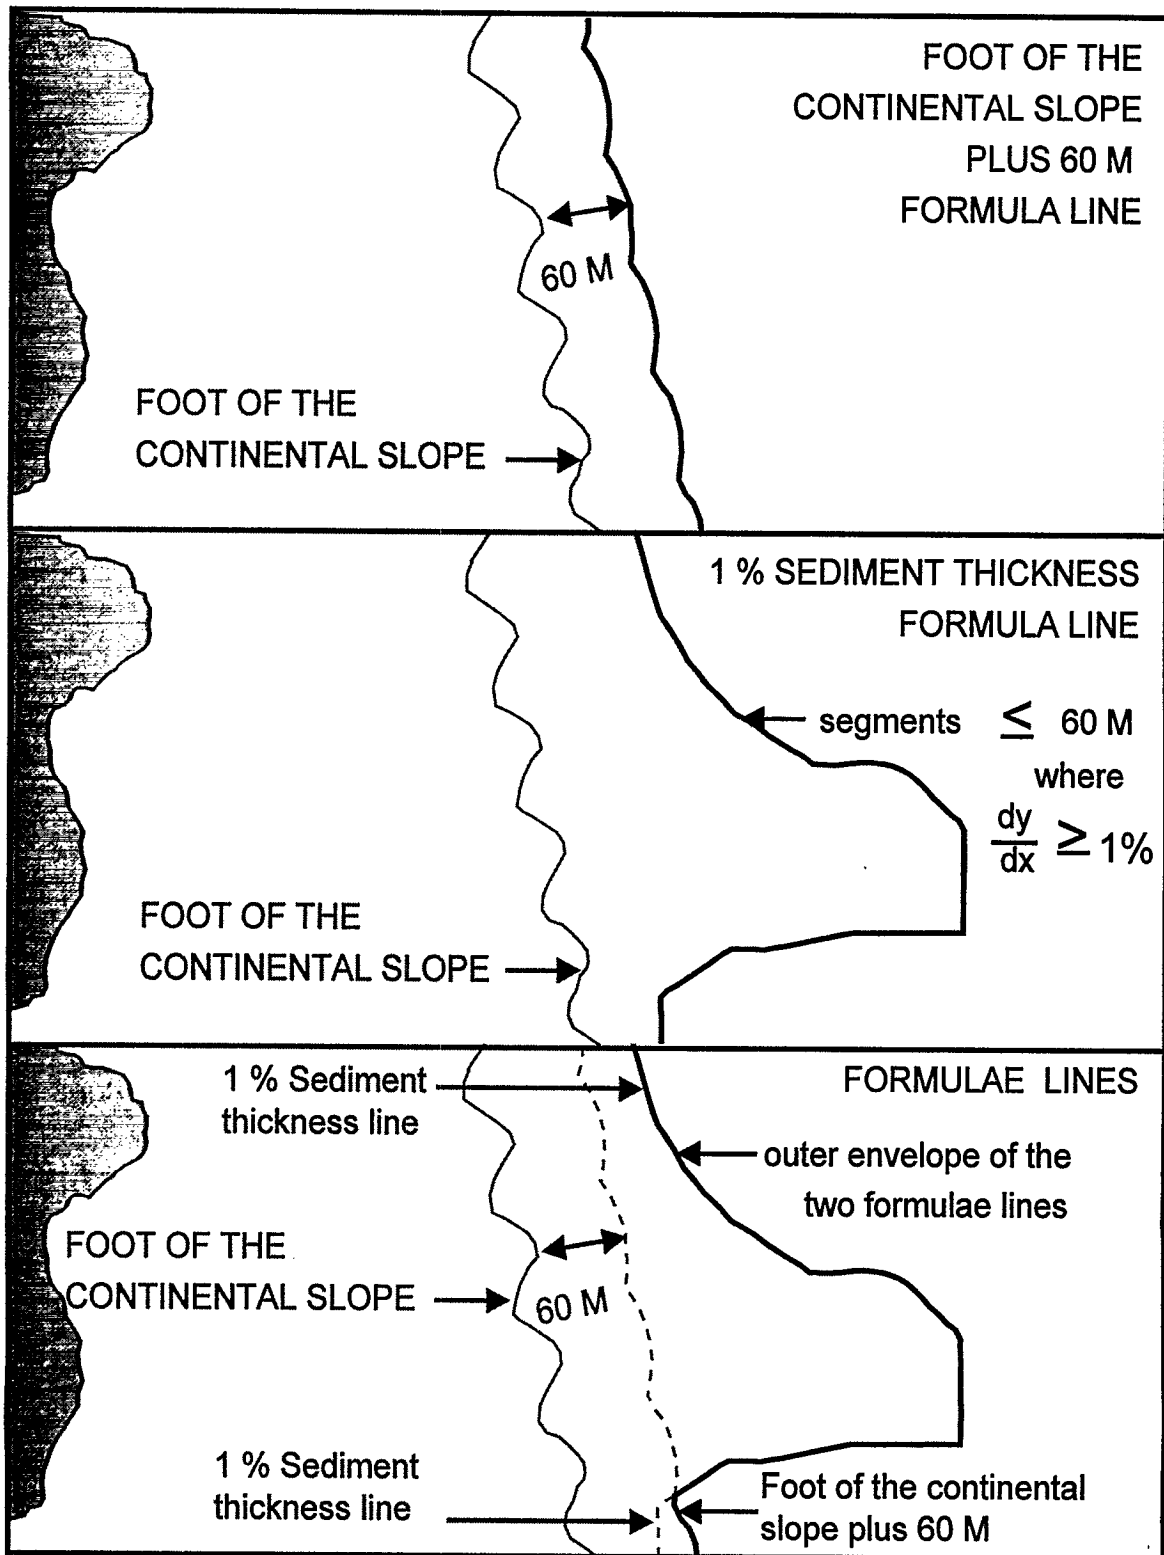 FOOT OF THE
CONTINENTAL SLOPE
PLUS 60 M
FORMULA LINE
60 M
FOOT OF THE
CONTINENTAL SLOPE
1 % SEDIMENT THICKNESS
FORMULA LINE
segments ≤ 60 M
where
dy
dx ≥ 1%
FOOT OF THE
CONTINENTAL SLOPE
1 % Sediment
thickness line
FORMULAE LINES
outer envelope of the
two formulae lines
FOOT OF THE
CONTINENTAL SLOPE
60 M
1 % Sediment
thickness line
Foot of the continental
slope plus 60 M